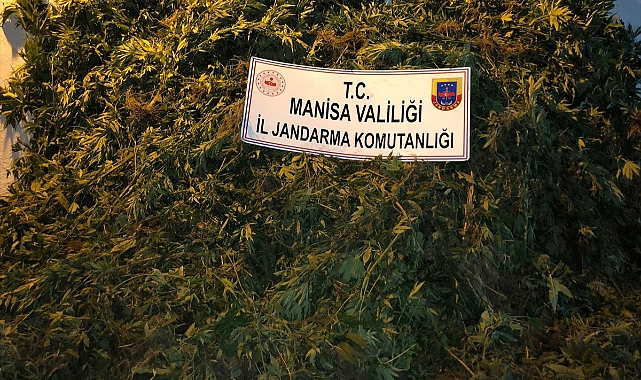 T.C.
MANİSA VALİLİĞİ
İL JANDARMA KOMUTANLIĞI